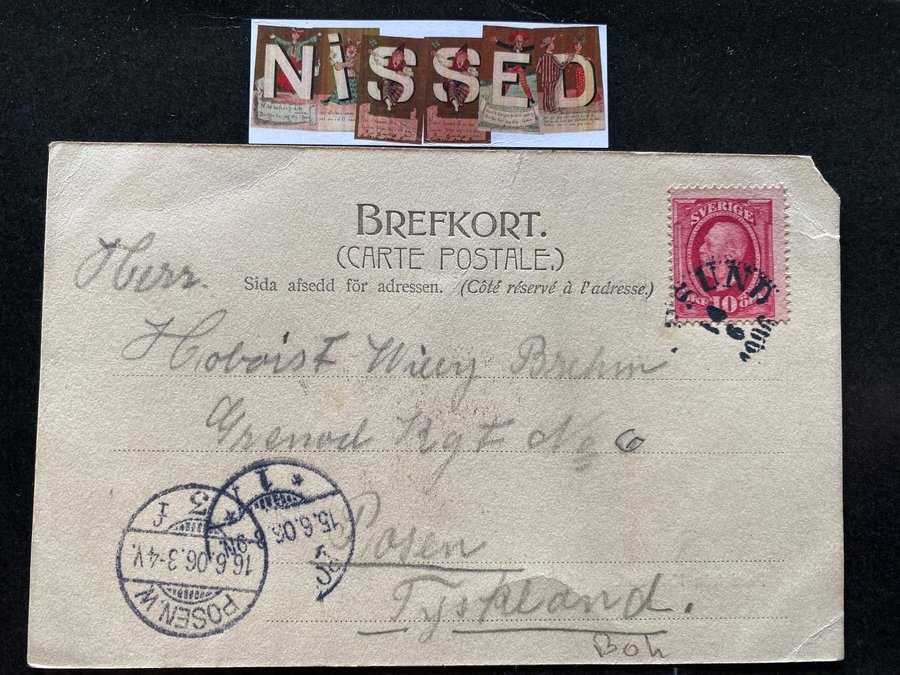 NiSSED
BREFKORT.
(CARTE POSTALE.)
Sida afsedd för adressen. (Côté réservé à l'adresse.)
SVERIGE
10
UND
Herr.
Hoboist Willy Brehm
Grenad Rgt No 6
Posen
Tyskland.
Boh
15.6.06
16.6.06.3-4V.
POSEN.W